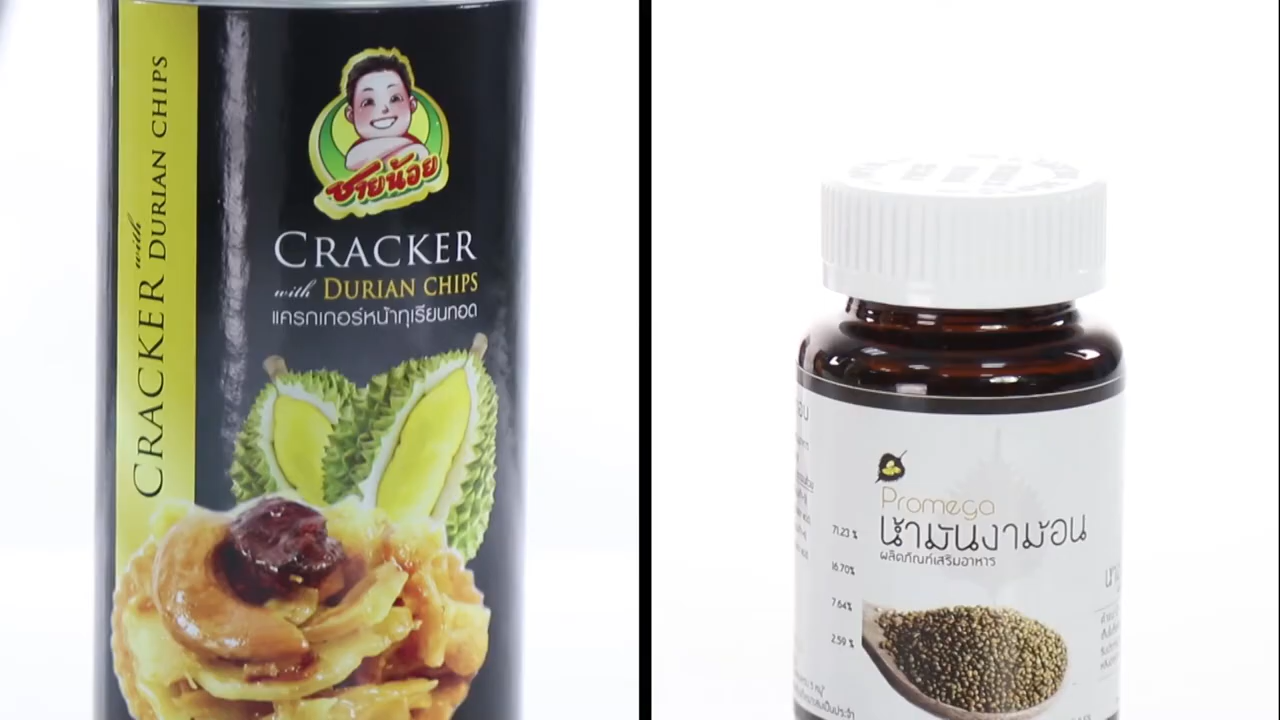 CRACKER with DURIAN CHIPS
ชายน้อย
CRACKER
with DURIAN CHIPS
แครกเกอร์หน้าทุเรียนทอด
Promega
น้ำมันงาม้อน
ผลิตภัณฑ์เสริมอาหาร
71.23 %
16.70%
7.64%
2.59 %